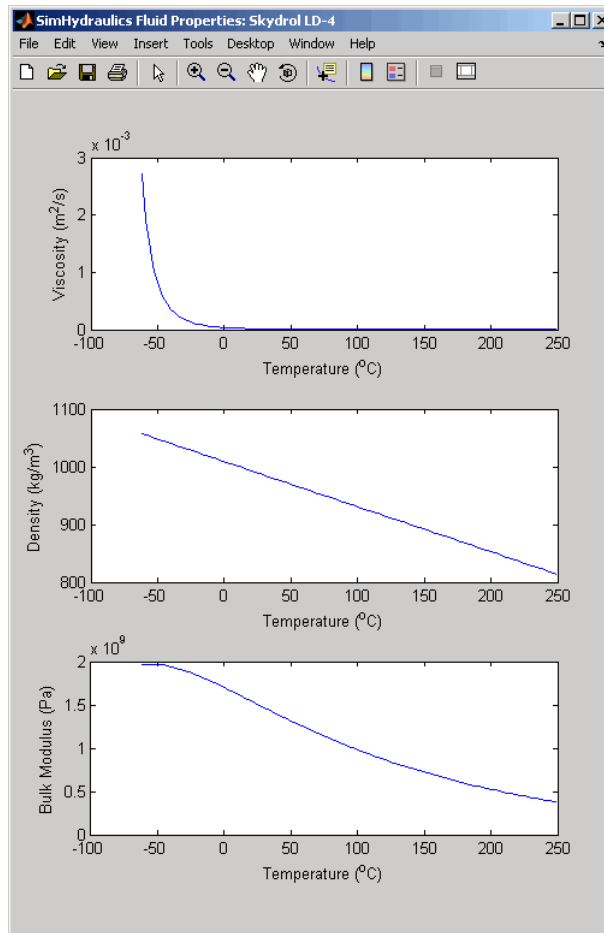 SimHydraulics Fluid Properties: Skydrol LD-4
File Edit View Insert Tools Desktop Window Help
x 10⁻³
3
2
1
0
Viscosity (m²/s)
-100 -50 0 50 100 150 200 250
Temperature (ºC)
1100
1000
900
800
Density (kg/m³)
-100 -50 0 50 100 150 200 250
Temperature (ºC)
x 10⁹
2
1.5
1
0.5
0
Bulk Modulus (Pa)
-100 -50 0 50 100 150 200 250
Temperature (ºC)